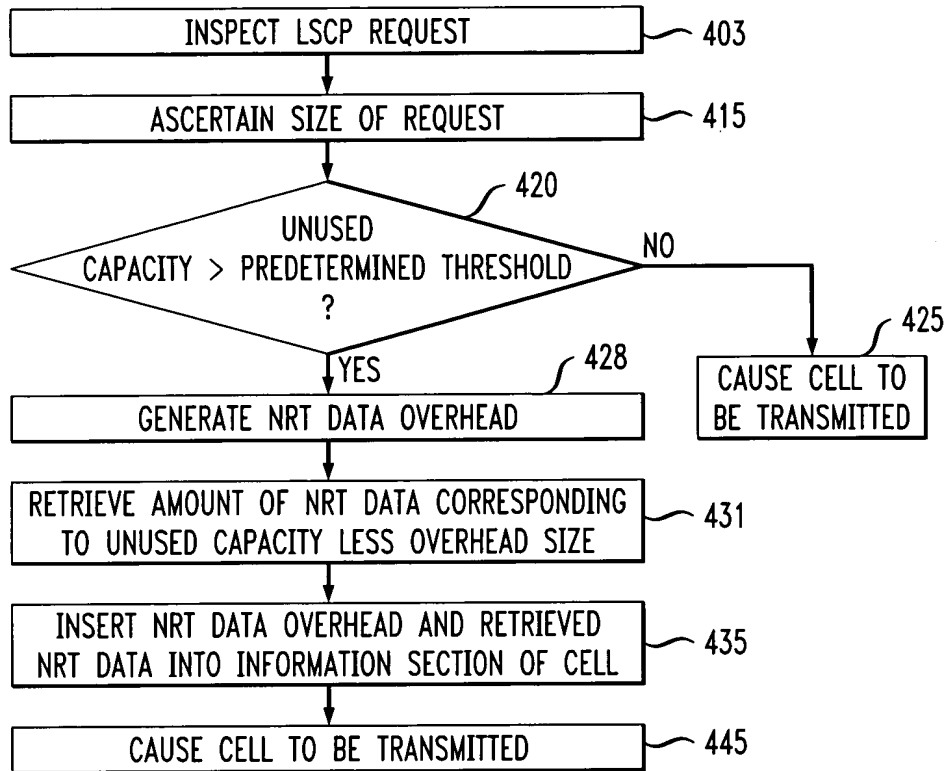 INSPECT LSCP REQUEST
403
ASCERTAIN SIZE OF REQUEST
415
420
UNUSED
CAPACITY > PREDETERMINED THRESHOLD
?
NO
425
CAUSE CELL TO
BE TRANSMITTED
YES
428
GENERATE NRT DATA OVERHEAD
RETRIEVE AMOUNT OF NRT DATA CORRESPONDING
TO UNUSED CAPACITY LESS OVERHEAD SIZE
431
INSERT NRT DATA OVERHEAD AND RETRIEVED
NRT DATA INTO INFORMATION SECTION OF CELL
435
CAUSE CELL TO BE TRANSMITTED
445